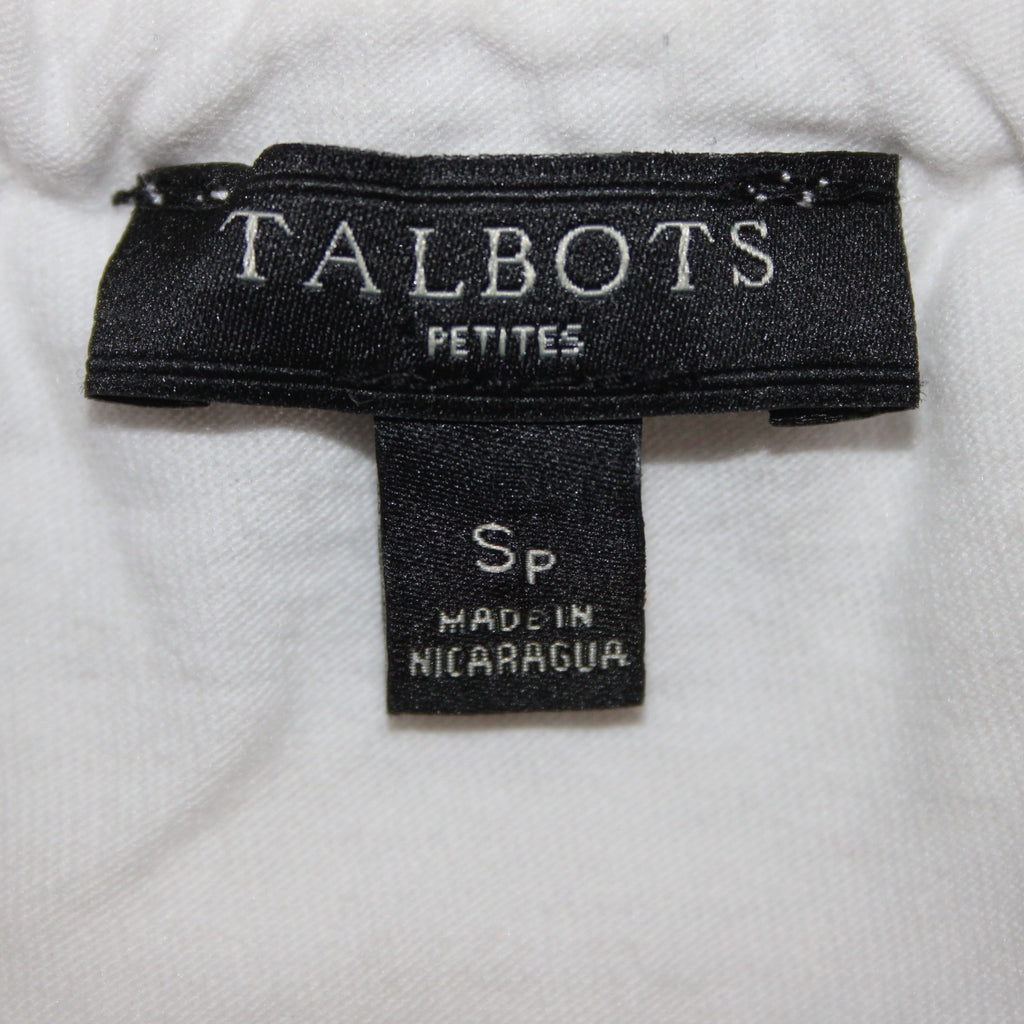 TALBOTS
PETITES
SP
MADE IN
NICARAGUA